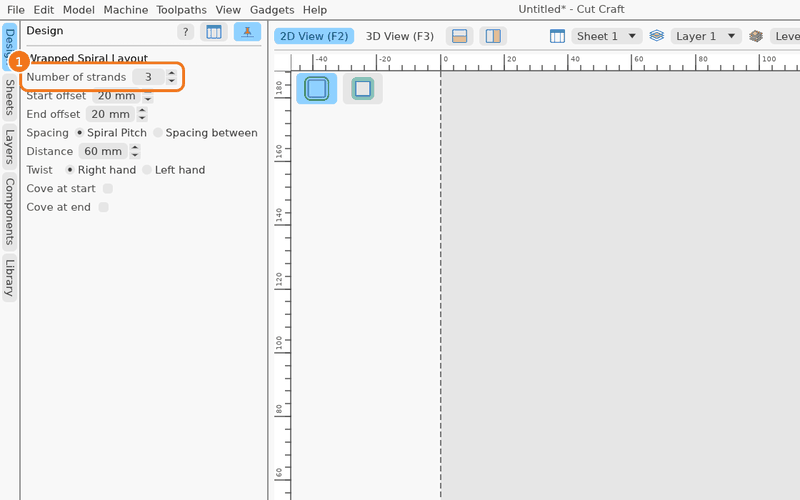 File Edit Model Machine Toolpaths View Gadgets Help Untitled* - Cut Craft
Design ?
2D View (F2) 3D View (F3) Sheet 1 Layer 1 Leve
1
Wrapped Spiral Layout
Number of strands 3
Start offset 20 mm
End offset 20 mm
Spacing Spiral Pitch Spacing between
Distance 60 mm
Twist Right hand Left hand
Cove at start
Cove at end
Sheets
Layers
Components
Library
-40 -20 0 20 40 60 80 100
180
160
140
120
100
80
60